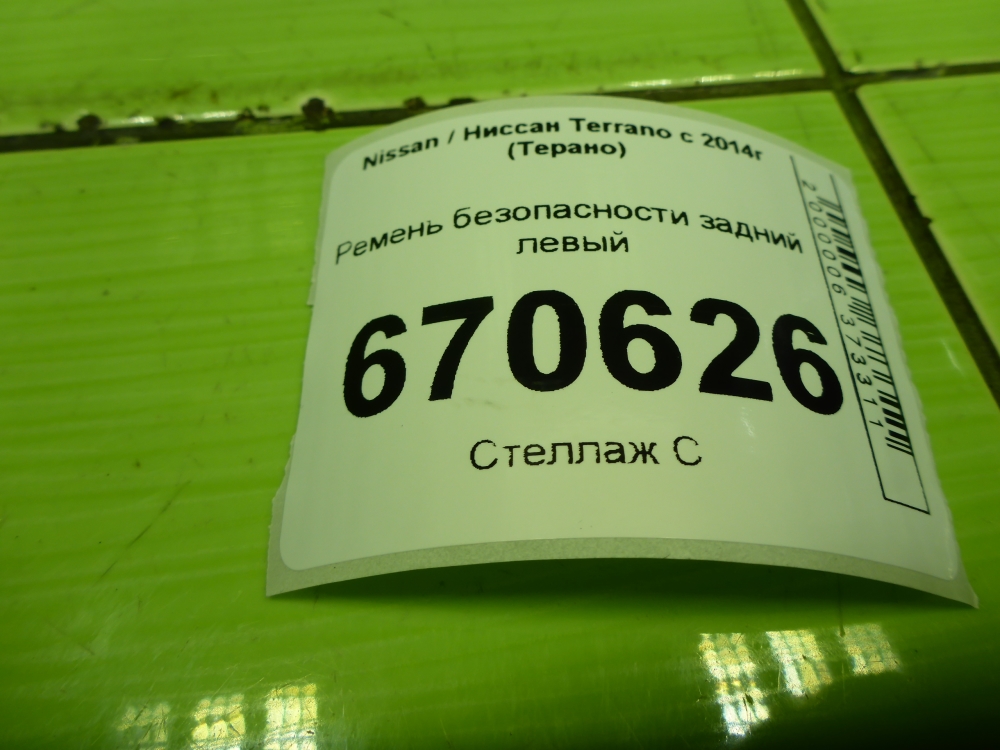 Nissan / Ниссан Terrano с 2014г
(Терано)
Ремень безопасности задний
левый
670626
Стеллаж С
2000006373311